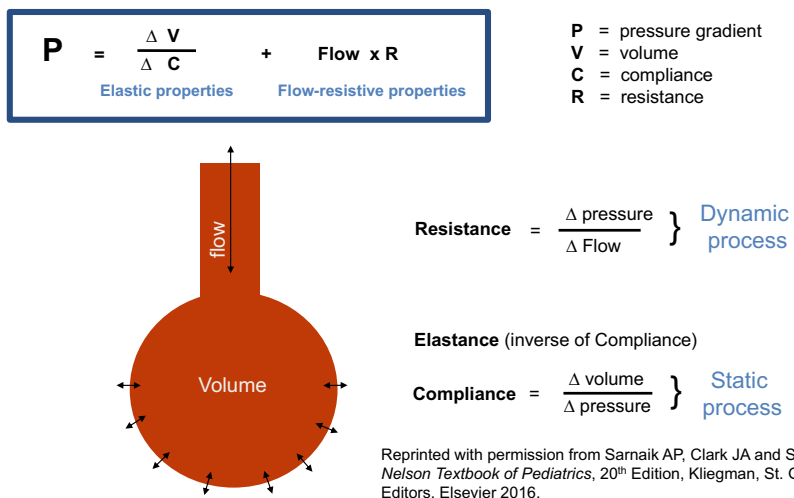 P = Δ V / Δ C + Flow x R
Elastic properties Flow-resistive properties
P = pressure gradient
V = volume
C = compliance
R = resistance
flow
Volume
Resistance = Δ pressure / Δ Flow } Dynamic process
Elastance (inverse of Compliance)
Compliance = Δ volume / Δ pressure } Static process
Reprinted with permission from Sarnaik AP, Clark JA and S
Nelson Textbook of Pediatrics, 20th Edition, Kliegman, St.
Editors, Elsevier 2016.